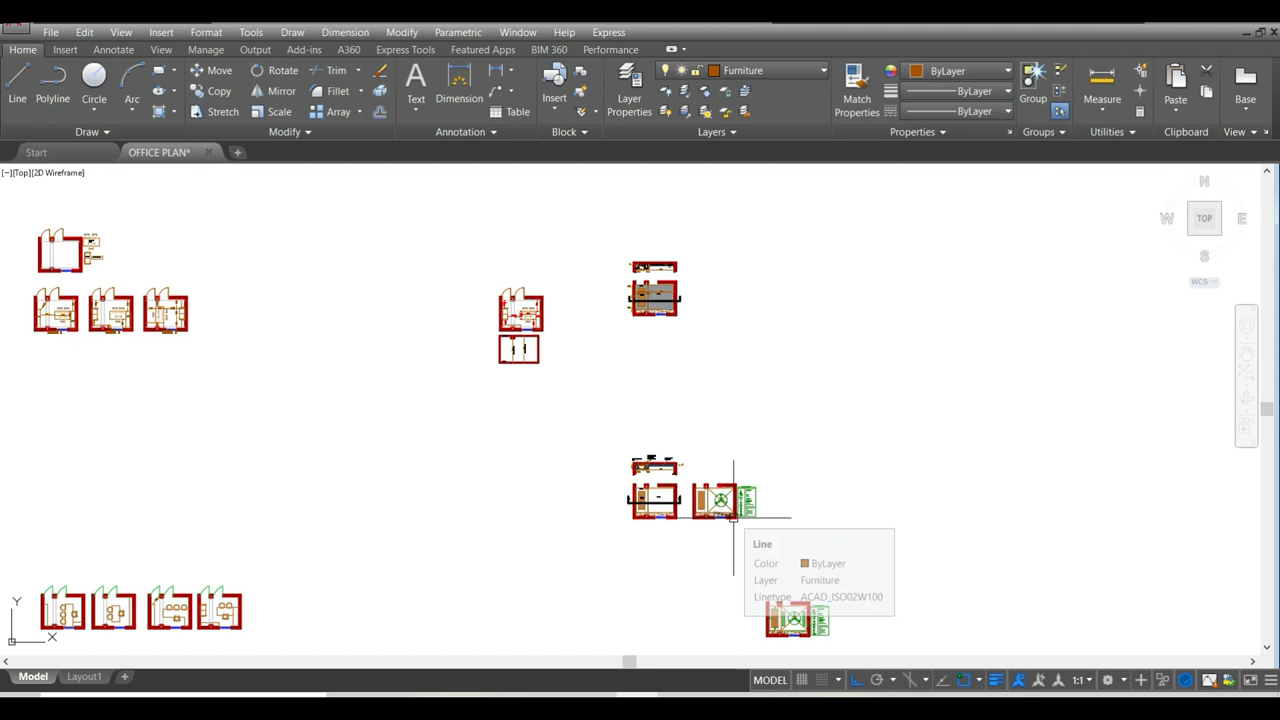 File Edit View Insert Format Tools Draw Dimension Modify Parametric Window Help Express
Home Insert Annotate View Manage Output Add-ins A360 Express Tools Featured Apps BIM 360 Performance
Line Polyline Circle Arc
Move Rotate Trim
Copy Mirror Fillet
Stretch Scale Array
Text Dimension Table
Insert
Layer Properties
Furniture
Match Properties
ByLayer
ByLayer
ByLayer
Group
Measure
Paste
Base
Draw Modify Annotation Block Layers Properties Groups Utilities Clipboard View
Start OFFICE PLAN*
[−][Top][2D Wireframe]
N
W TOP E
S
WCS
Line
Color ByLayer
Layer Furniture
Linetype ACAD_ISO02W100
Y
X
Model Layout1
MODEL 1:1